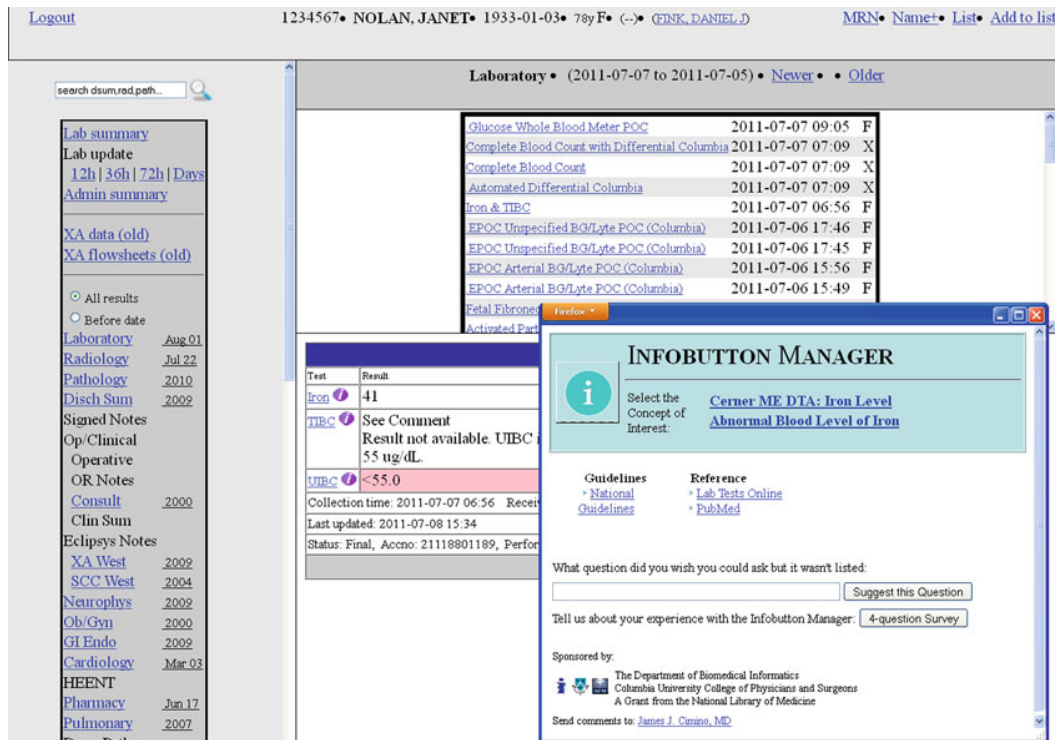 Logout
1234567• NOLAN, JANET• 1933-01-03• 78y F• (--)• (FINK, DANIEL J)
MRN• Name+• List• Add to list
search dsum,rad,path...
Lab summary
Lab update
12h | 36h | 72h | Days
Admin summary
XA data (old)
XA flowsheets (old)
All results
Before date
Laboratory Aug 01
Radiology Jul 22
Pathology 2010
Disch Sum 2009
Signed Notes
Op/Clinical
Operative
OR Notes
Consult 2000
Clin Sum
Eclipsys Notes
XA West 2009
SCC West 2004
Neurophys 2009
Ob/Gyn 2000
GI Endo 2009
Cardiology Mar 03
HEENT
Pharmacy Jun 17
Pulmonary 2007
Laboratory • (2011-07-07 to 2011-07-05) • Newer • • Older
Glucose Whole Blood Meter POC 2011-07-07 09:05 F
Complete Blood Count with Differential Columbia 2011-07-07 07:09 X
Complete Blood Count 2011-07-07 07:09 X
Automated Differential Columbia 2011-07-07 07:09 X
Iron & TIBC 2011-07-07 06:56 F
EPOC Unspecified BG/Lyte POC (Columbia) 2011-07-06 17:46 F
EPOC Unspecified BG/Lyte POC (Columbia) 2011-07-06 17:45 F
EPOC Arterial BG/Lyte POC (Columbia) 2011-07-06 15:56 F
EPOC Arterial BG/Lyte POC (Columbia) 2011-07-06 15:49 F
Fetal Fibronec
Activated Part
Test Result
Iron i 41
TIBC i See Comment
Result not available. UIBC i
55 ug/dL.
UIBC i <55.0
Collection time: 2011-07-07 06:56 Recei
Last updated: 2011-07-08 15:34
Status: Final, Accno: 21118801189, Perfor
Firefox
i
INFOBUTTON MANAGER
Select the
Concept of
Interest:
Cerner ME DTA: Iron Level
Abnormal Blood Level of Iron
Guidelines
National
Guidelines
Reference
Lab Tests Online
PubMed
What question did you wish you could ask but it wasn't listed:
Suggest this Question
Tell us about your experience with the Infobutton Manager: 4-question Survey
Sponsored by:
The Department of Biomedical Informatics
Columbia University College of Physicians and Surgeons
A Grant from the National Library of Medicine
Send comments to: James J. Cimino, MD